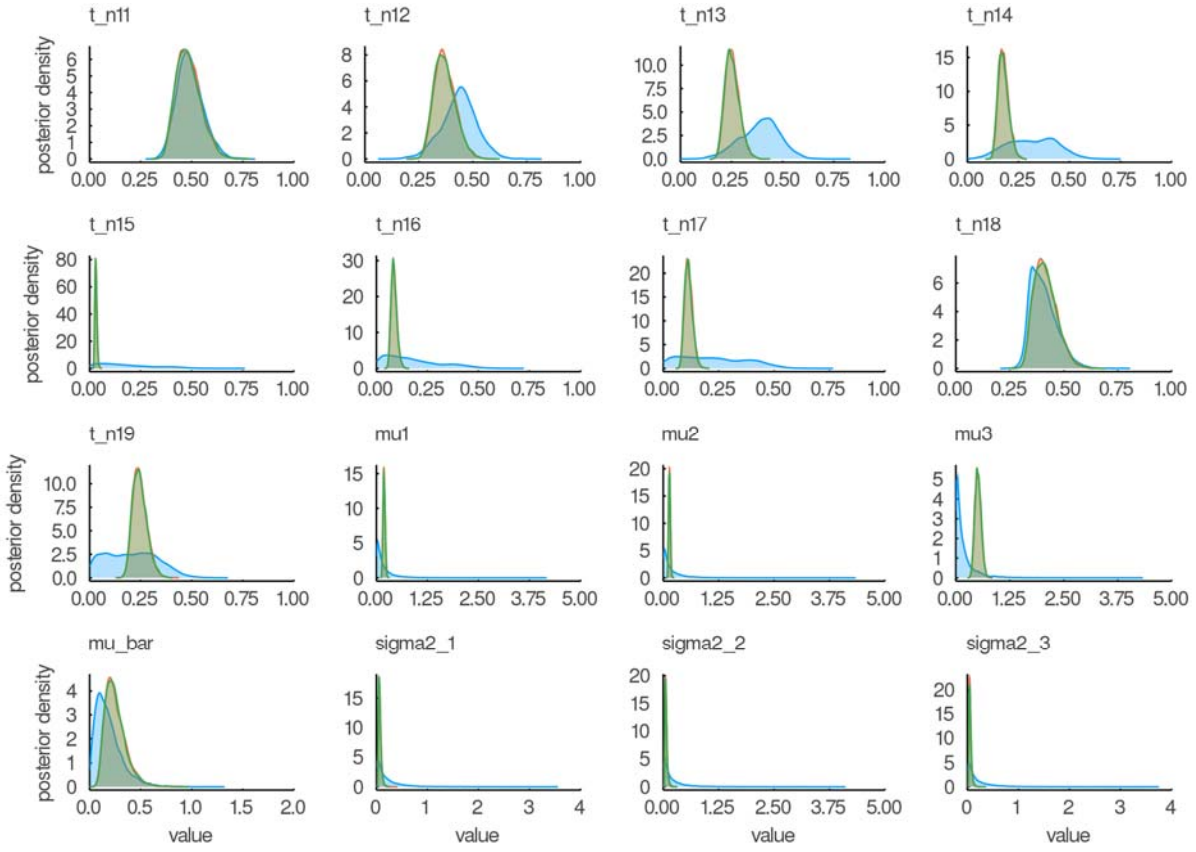 t_n11
t_n12
t_n13
t_n14
posterior density
6
5
4
3
2
1
0
0.00 0.25 0.50 0.75 1.00
8
6
4
2
0
0.00 0.25 0.50 0.75 1.00
10.0
7.5
5.0
2.5
0.0
0.00 0.25 0.50 0.75 1.00
15
10
5
0
0.00 0.25 0.50 0.75 1.00
t_n15
t_n16
t_n17
t_n18
posterior density
80
60
40
20
0
0.00 0.25 0.50 0.75 1.00
30
20
10
0
0.00 0.25 0.50 0.75 1.00
20
15
10
5
0
0.00 0.25 0.50 0.75 1.00
6
4
2
0
0.00 0.25 0.50 0.75 1.00
t_n19
mu1
mu2
mu3
posterior density
10.0
7.5
5.0
2.5
0.0
0.00 0.25 0.50 0.75 1.00
15
10
5
0
0.00 1.25 2.50 3.75 5.00
20
15
10
5
0
0.00 1.25 2.50 3.75 5.00
5
4
3
2
1
0
0.00 1.25 2.50 3.75 5.00
mu_bar
sigma2_1
sigma2_2
sigma2_3
posterior density
4
3
2
1
0
0.0 0.5 1.0 1.5 2.0
value
15
10
5
0
0 1 2 3 4
value
20
15
10
5
0
0.00 1.25 2.50 3.75 5.00
value
20
15
10
5
0
0 1 2 3 4
value